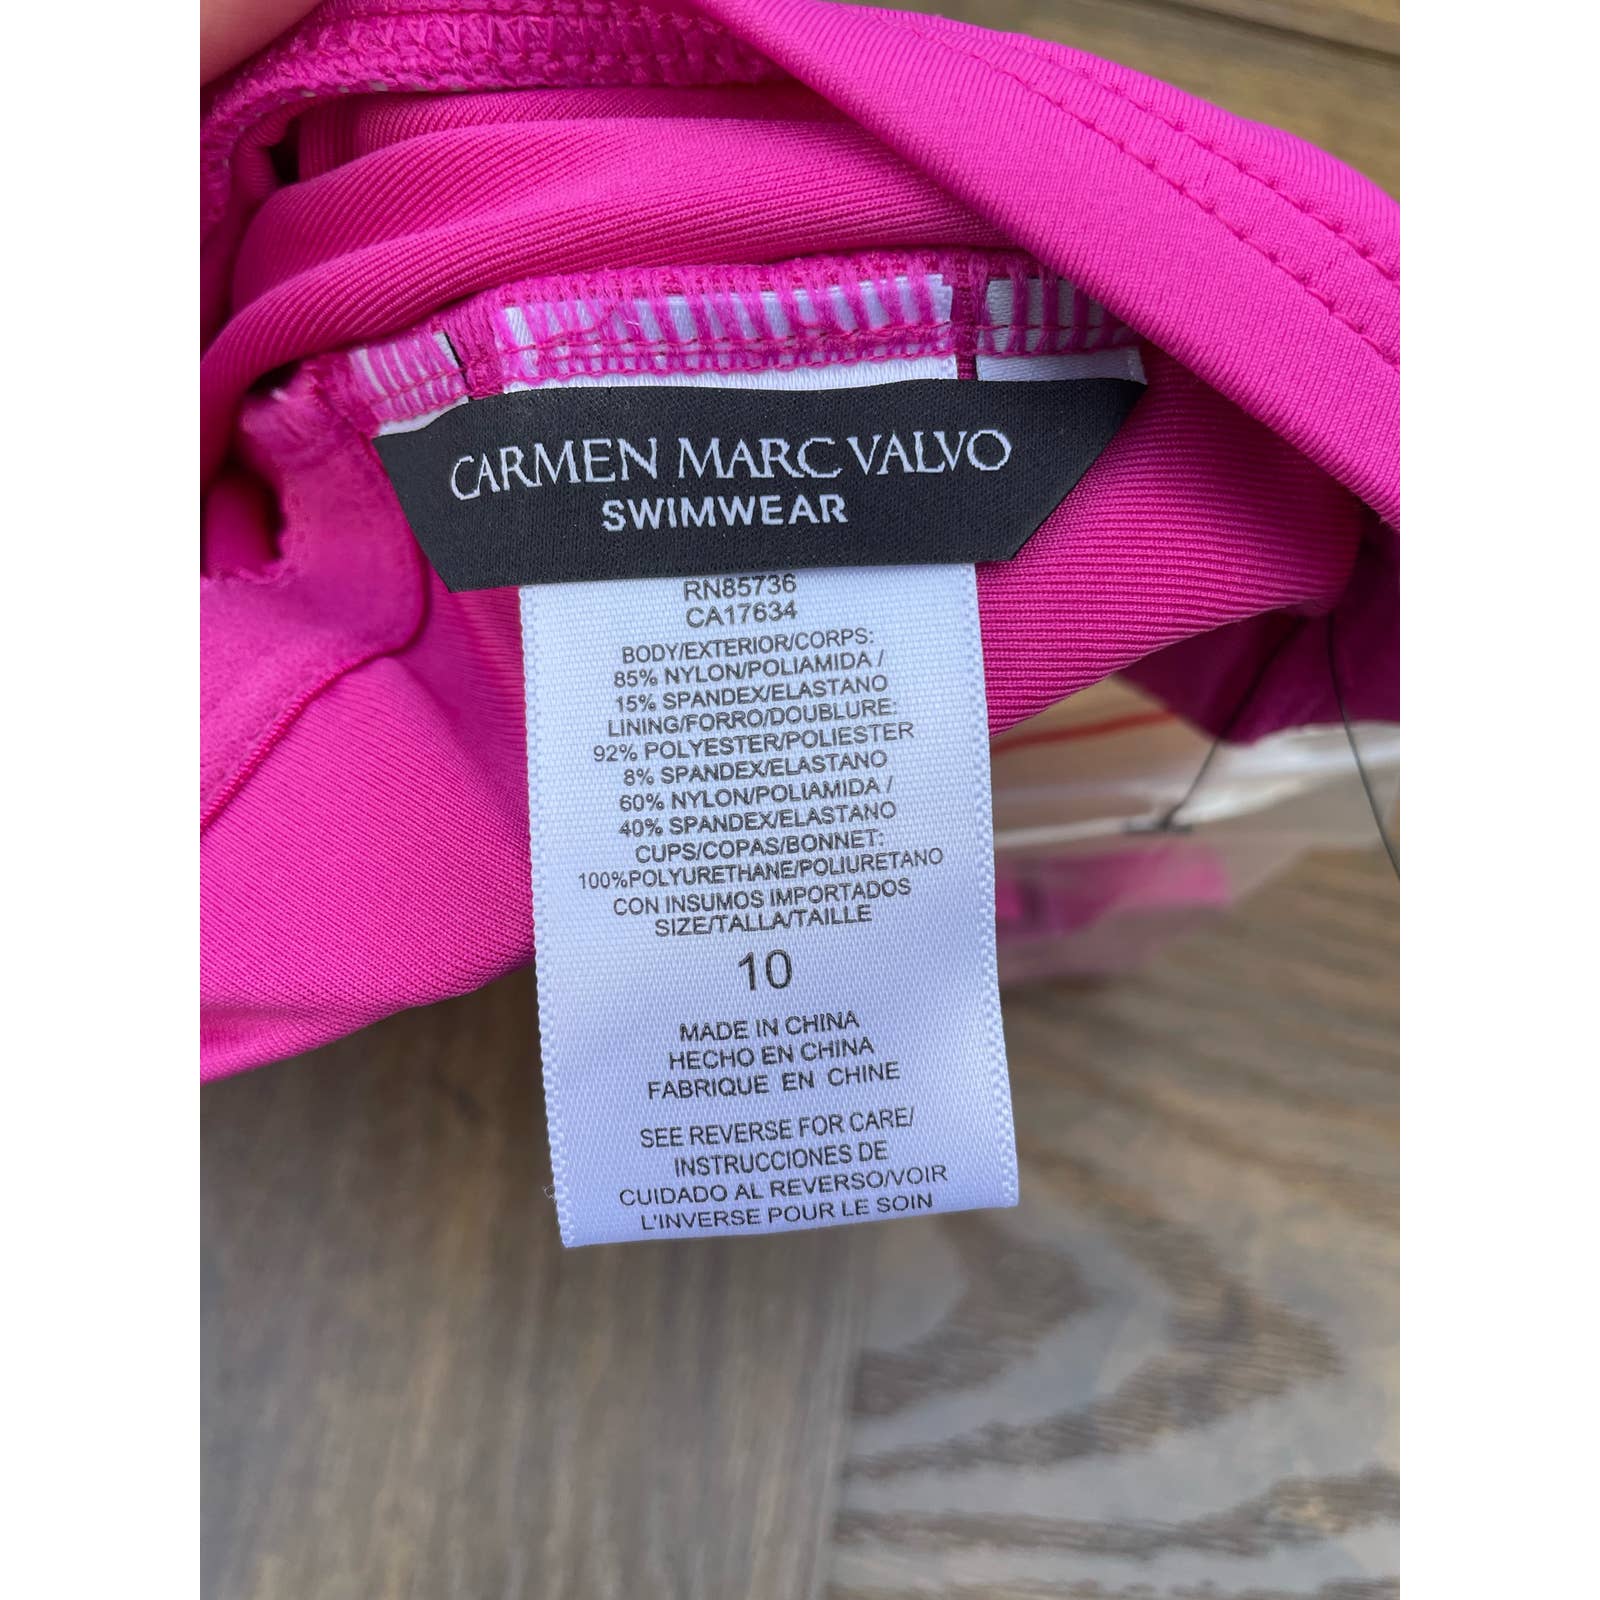 CARMEN MARC VALVO
SWIMWEAR
RN85736
CA17634
BODY/EXTERIOR/CORPS:
85% NYLON/POLIAMIDA /
15% SPANDEX/ELASTANO
LINING/FORRO/DOUBLURE:
92% POLYESTER/POLIESTER
8% SPANDEX/ELASTANO
60% NYLON/POLIAMIDA /
40% SPANDEX/ELASTANO
CUPS/COPAS/BONNET:
100%POLYURETHANE/POLIURETANO
CON INSUMOS IMPORTADOS
SIZE/TALLA/TAILLE
10
MADE IN CHINA
HECHO EN CHINA
FABRIQUE EN CHINE
SEE REVERSE FOR CARE/
INSTRUCCIONES DE
CUIDADO AL REVERSO/VOIR
L'INVERSE POUR LE SOIN